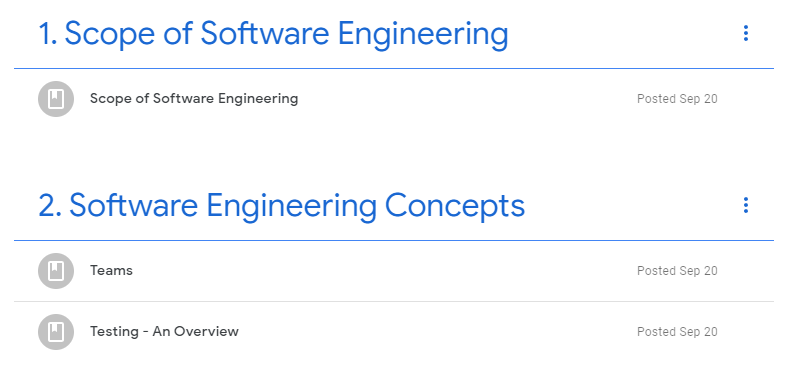 1. Scope of Software Engineering
Scope of Software Engineering Posted Sep 20
2. Software Engineering Concepts
Teams Posted Sep 20
Testing - An Overview Posted Sep 20